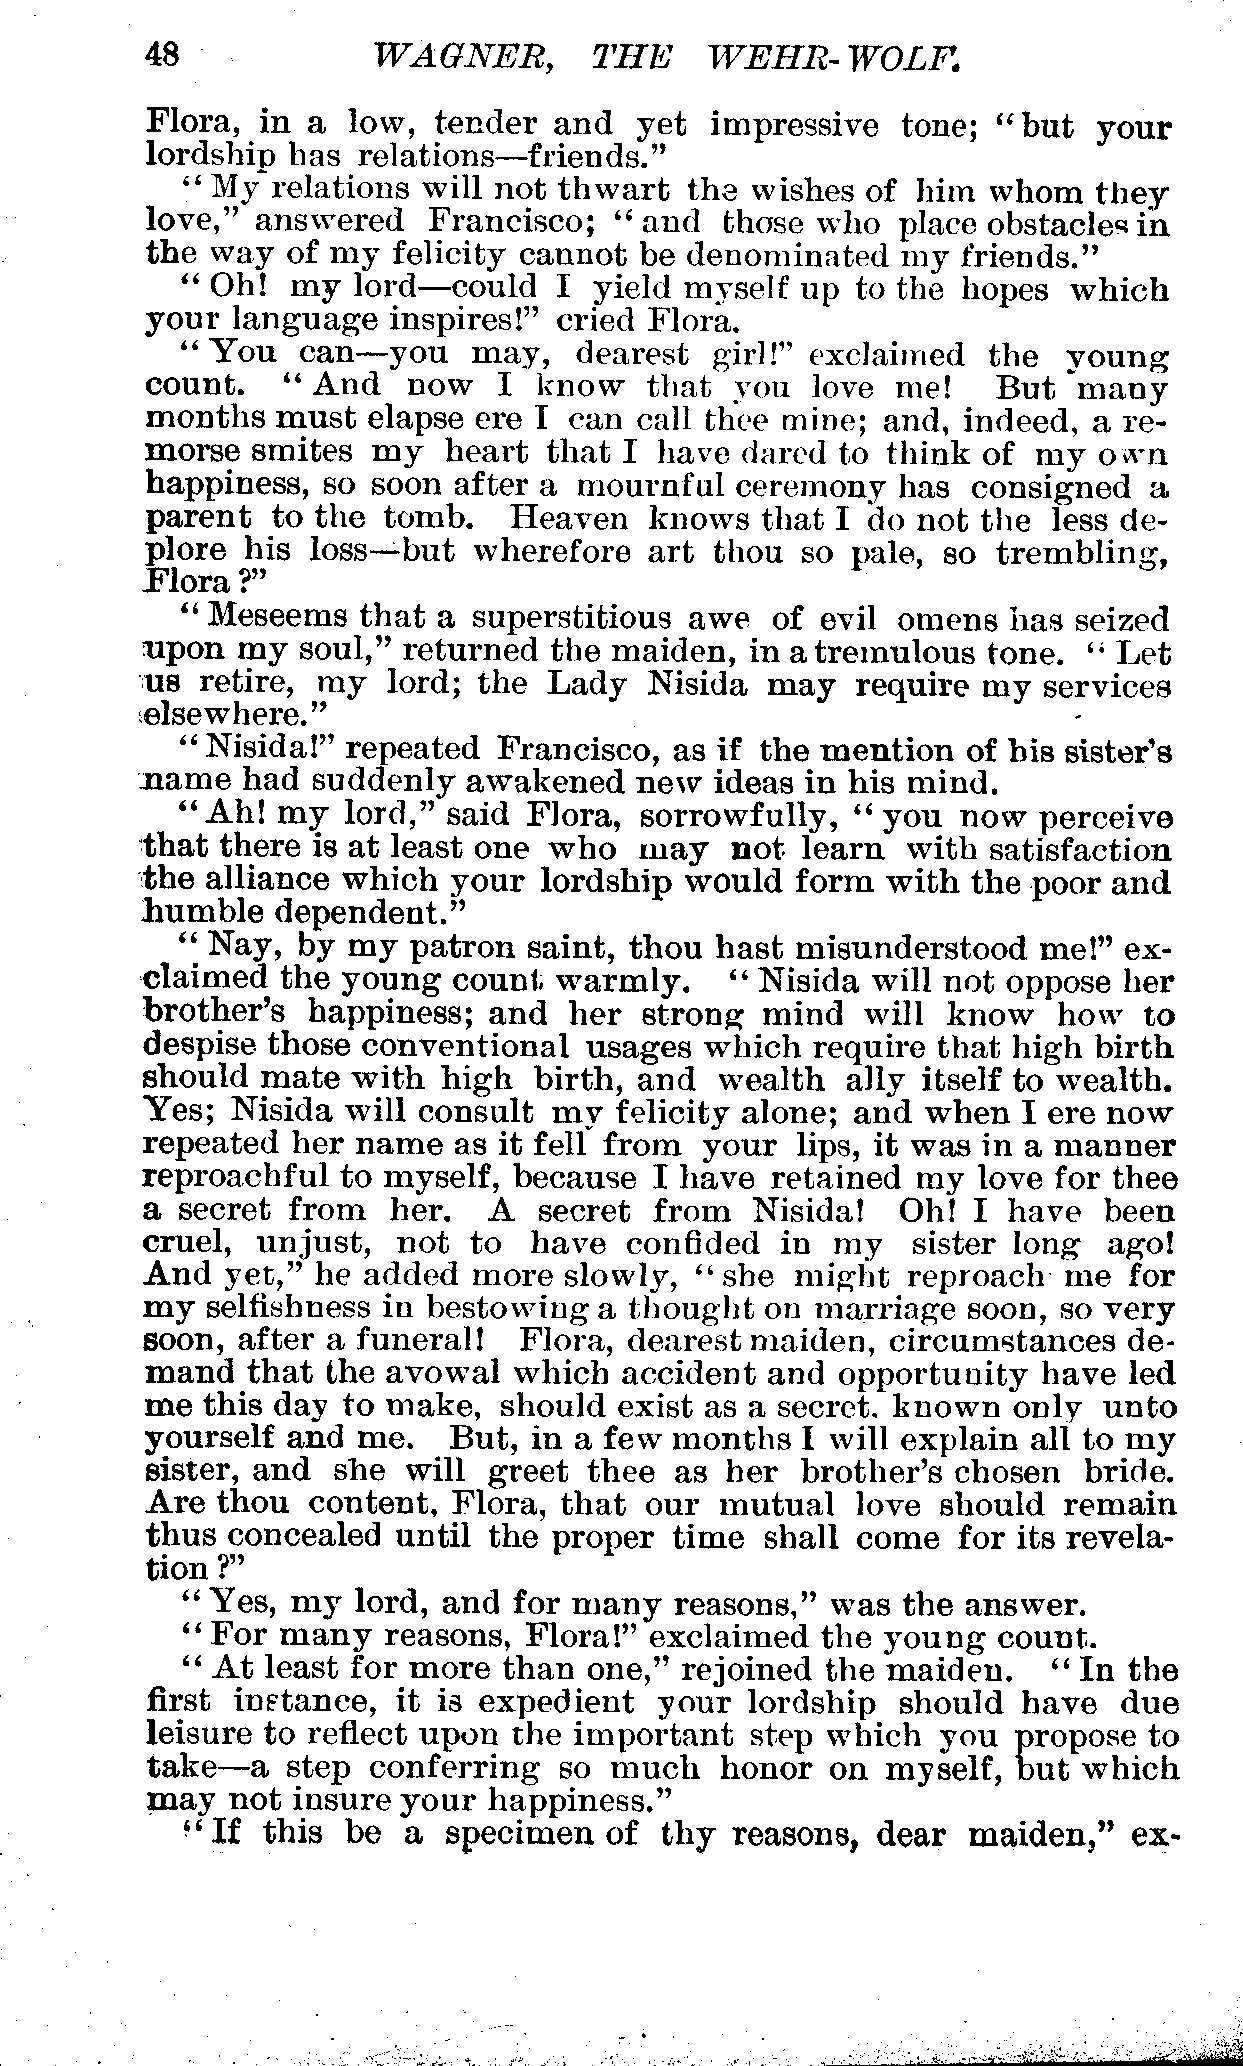 48 WAGNER, THE WEHR-WOLF.
Flora, in a low, tender and yet impressive tone; "but your
lordship has relations—friends."
"My relations will not thwart the wishes of him whom they
love," answered Francisco; "and those who place obstacles in
the way of my felicity cannot be denominated my friends."
"Oh! my lord—could I yield myself up to the hopes which
your language inspires!" cried Flora.
"You can—you may, dearest girl!" exclaimed the young
count. "And now I know that you love me! But many
months must elapse ere I can call thee mine; and, indeed, a re-
morse smites my heart that I have dared to think of my own
happiness, so soon after a mournful ceremony has consigned a
parent to the tomb. Heaven knows that I do not the less de-
plore his loss—but wherefore art thou so pale, so trembling,
Flora?"
"Meseems that a superstitious awe of evil omens has seized
upon my soul," returned the maiden, in a tremulous tone. "Let
us retire, my lord; the Lady Nisida may require my services
elsewhere."
"Nisida!" repeated Francisco, as if the mention of his sister's
name had suddenly awakened new ideas in his mind.
"Ah! my lord," said Flora, sorrowfully, "you now perceive
that there is at least one who may not learn with satisfaction
the alliance which your lordship would form with the poor and
humble dependent."
"Nay, by my patron saint, thou hast misunderstood me!" ex-
claimed the young count warmly. "Nisida will not oppose her
brother's happiness; and her strong mind will know how to
despise those conventional usages which require that high birth
should mate with high birth, and wealth ally itself to wealth.
Yes; Nisida will consult my felicity alone; and when I ere now
repeated her name as it fell from your lips, it was in a manner
reproachful to myself, because I have retained my love for thee
a secret from her. A secret from Nisida! Oh! I have been
cruel, unjust, not to have confided in my sister long ago!
And yet," he added more slowly, "she might reproach me for
my selfishness in bestowing a thought on marriage soon, so very
soon, after a funeral! Flora, dearest maiden, circumstances de-
mand that the avowal which accident and opportunity have led
me this day to make, should exist as a secret. known only unto
yourself and me. But, in a few months I will explain all to my
sister, and she will greet thee as her brother's chosen bride.
Are thou content, Flora, that our mutual love should remain
thus concealed until the proper time shall come for its revela-
tion?"
"Yes, my lord, and for many reasons," was the answer.
"For many reasons, Flora!" exclaimed the young count.
"At least for more than one," rejoined the maiden. "In the
first instance, it is expedient your lordship should have due
leisure to reflect upon the important step which you propose to
take—a step conferring so much honor on myself, but which
may not insure your happiness."
"If this be a specimen of thy reasons, dear maiden," ex-